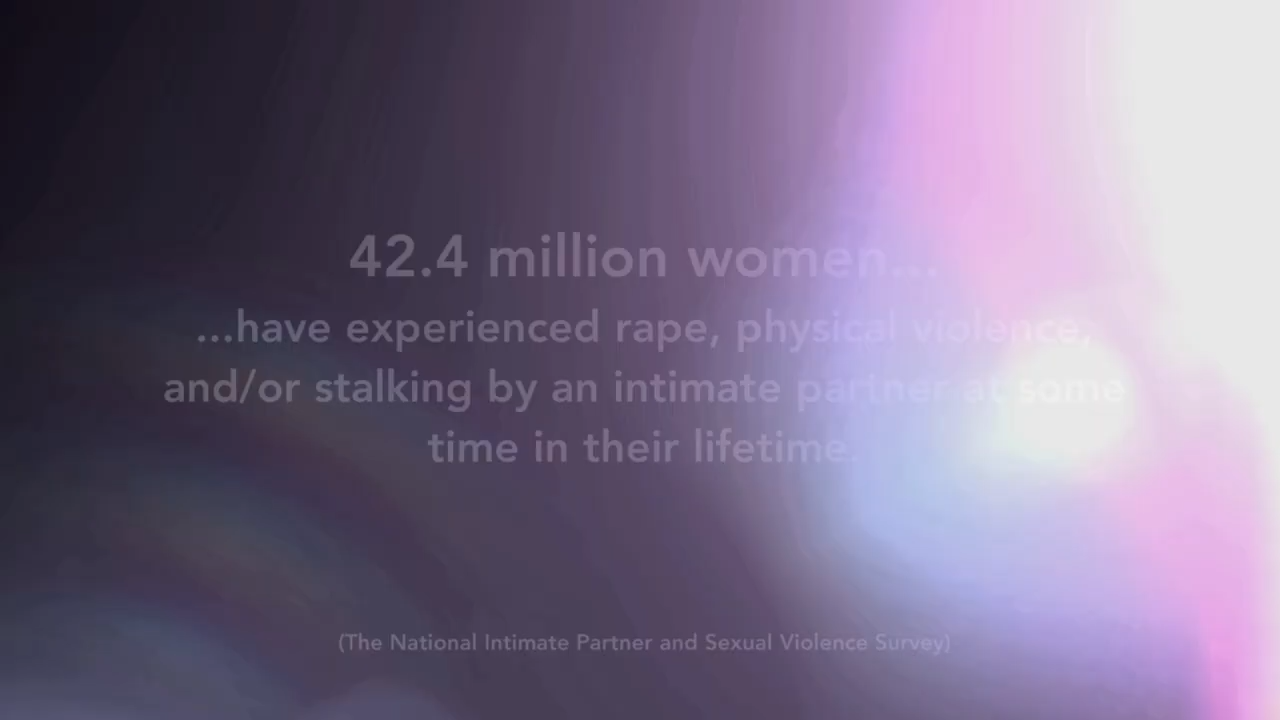 42.4 million women...
...have experienced rape, physical violence,
and/or stalking by an intimate partner at some
time in their lifetime.
(The National Intimate Partner and Sexual Violence Survey)